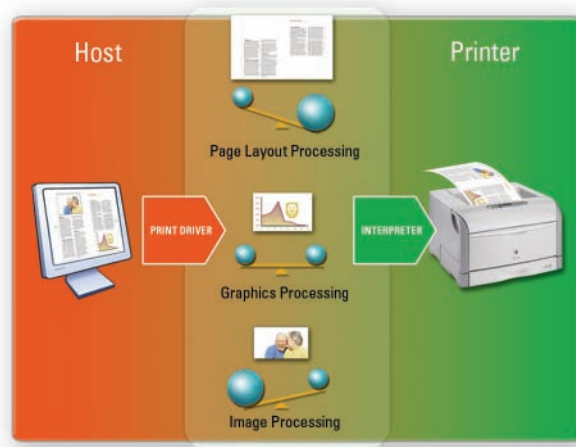 Host
Printer
Page Layout Processing
PRINT DRIVER
INTERPRETER
Graphics Processing
Image Processing